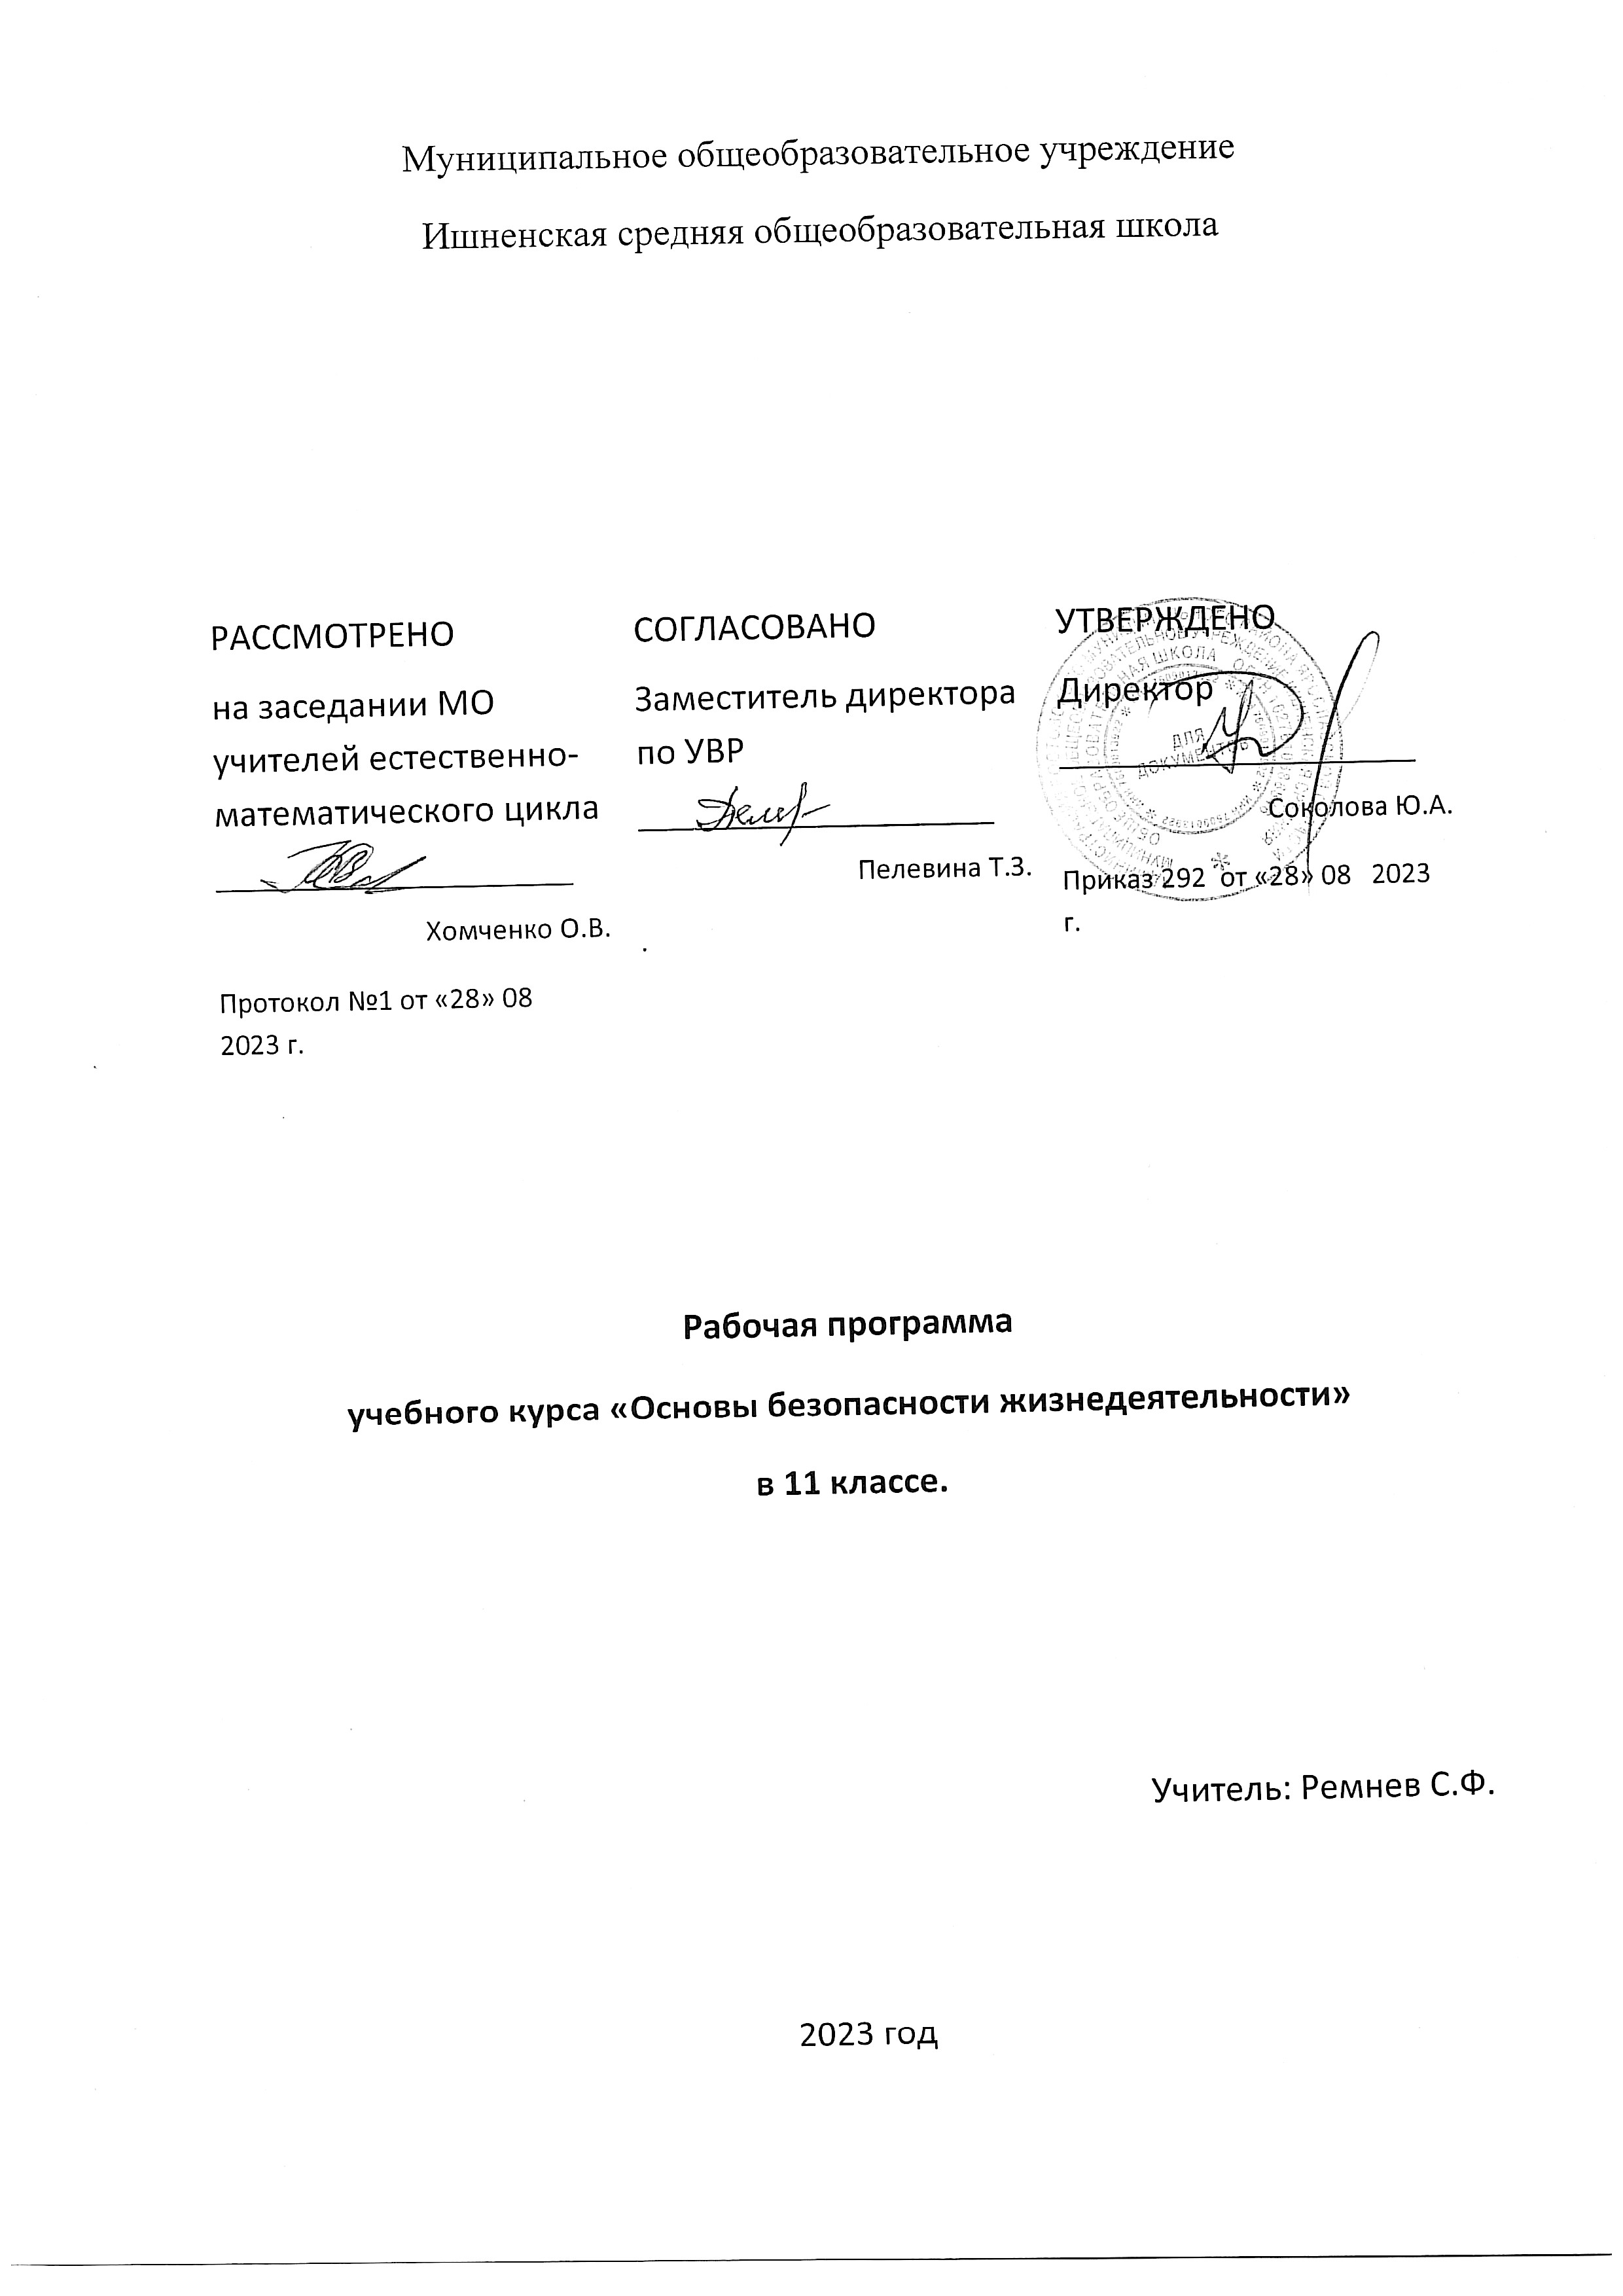 Муниципальное общеобразовательное учреждение
Ишненская средняя общеобразовательная школа
РАССМОТРЕНО
на заседании МО
учителей естественно-
математического цикла
Хомченко О.В.
Протокол №1 от «28» 08
2023 г.
СОГЛАСОВАНО
Заместитель директора
по УВР
Пелевина Т.З.
УТВЕРЖДЕНО
Директор
ДЛЯ
ДОКУМЕНТОВ
Соколова Ю.А.
Приказ 292 от «28» 08 2023
г.
Рабочая программа
учебного курса «Основы безопасности жизнедеятельности»
в 11 классе.
Учитель: Ремнев С.Ф.
2023 год